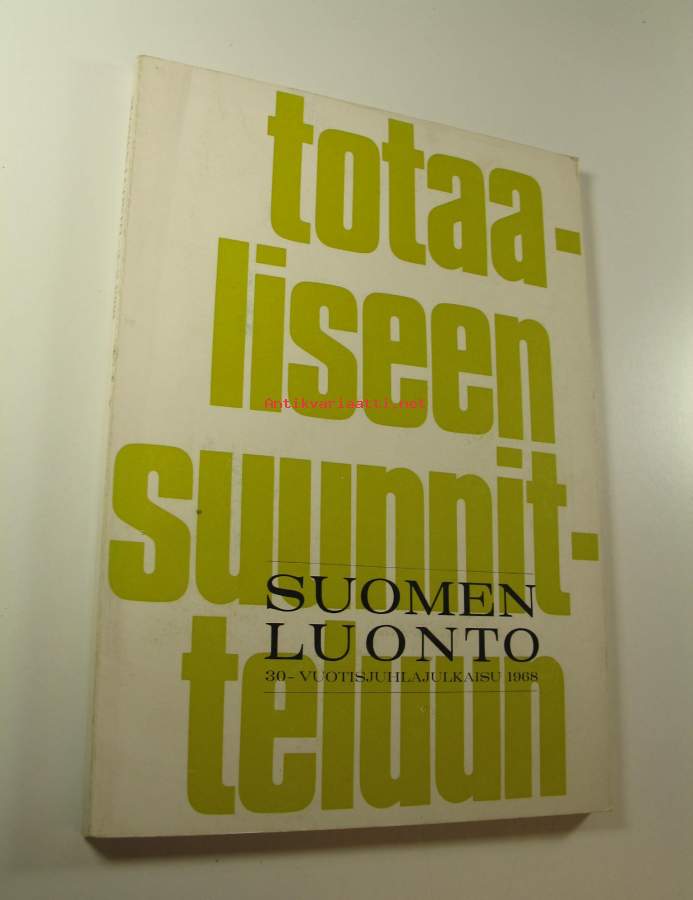 totaa-
liseen
Antikvariaatti.net
suunnit-
SUOMEN
LUONTO
30-VUOTISJUHLAJULKAISU 1968
teluun